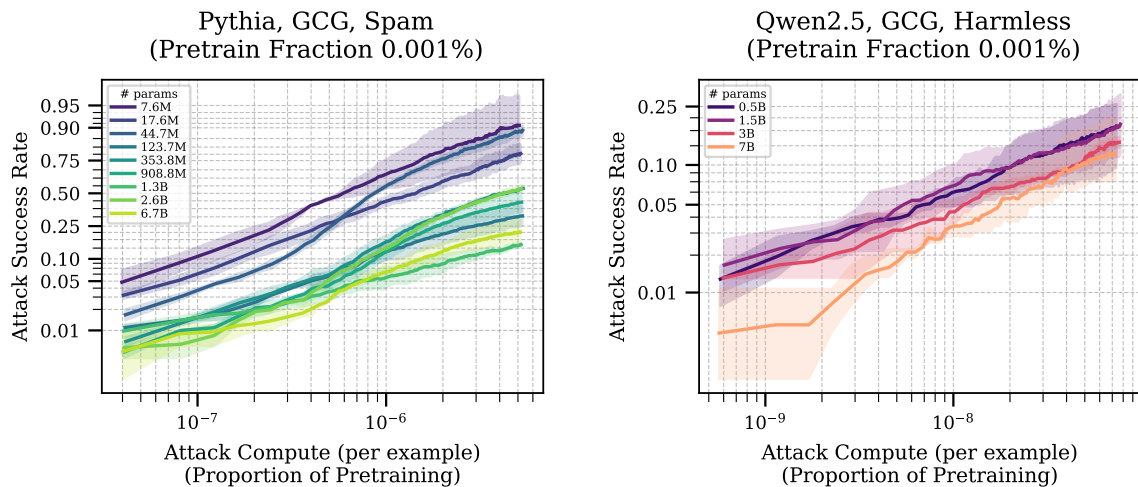 Pythia, GCG, Spam
(Pretrain Fraction 0.001%)
# params
7.6M
17.6M
44.7M
123.7M
353.8M
908.8M
1.3B
2.6B
6.7B
0.95
0.90
0.75
0.50
0.25
0.10
0.05
0.01
Attack Success Rate
10⁻⁷
10⁻⁶
Attack Compute (per example)
(Proportion of Pretraining)
Qwen2.5, GCG, Harmless
(Pretrain Fraction 0.001%)
# params
0.5B
1.5B
3B
7B
0.25
0.10
0.05
0.01
Attack Success Rate
10⁻⁹
10⁻⁸
Attack Compute (per example)
(Proportion of Pretraining)